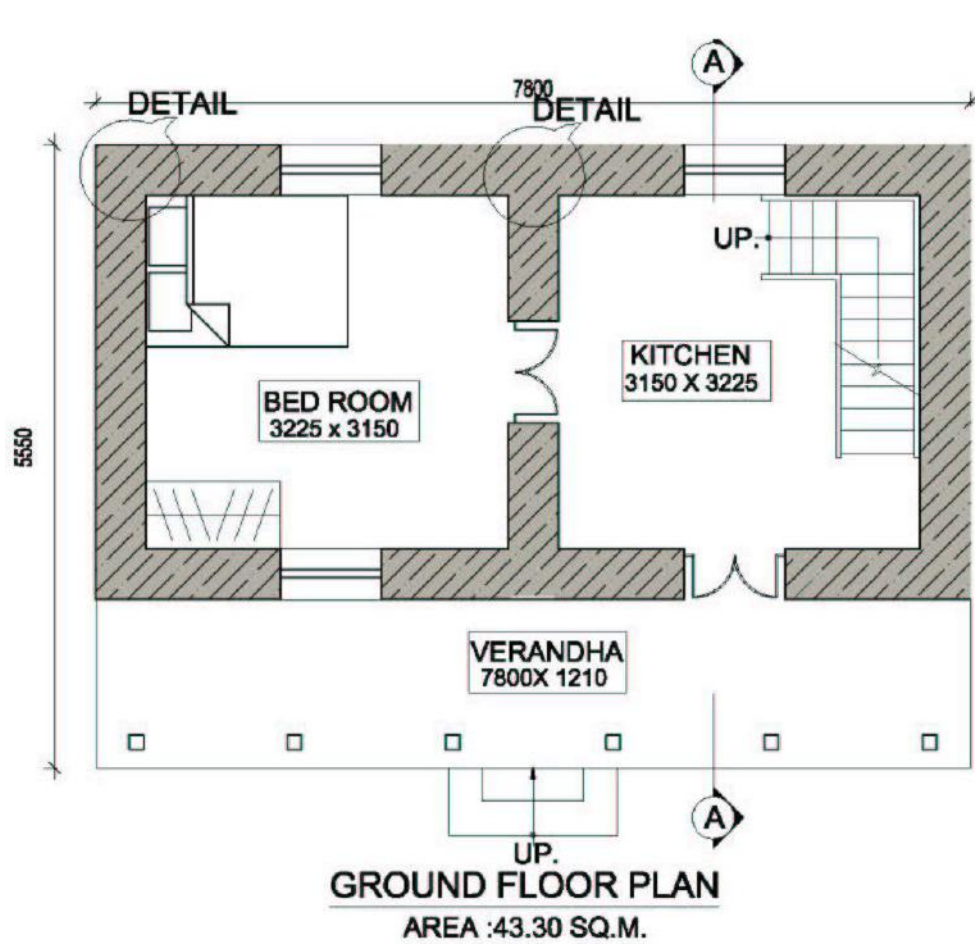 A
7800
DETAIL
DETAIL
UP.
KITCHEN
3150 X 3225
BED ROOM
3225 x 3150
5550
VERANDHA
7800X 1210
A
UP.
GROUND FLOOR PLAN
AREA :43.30 SQ.M.